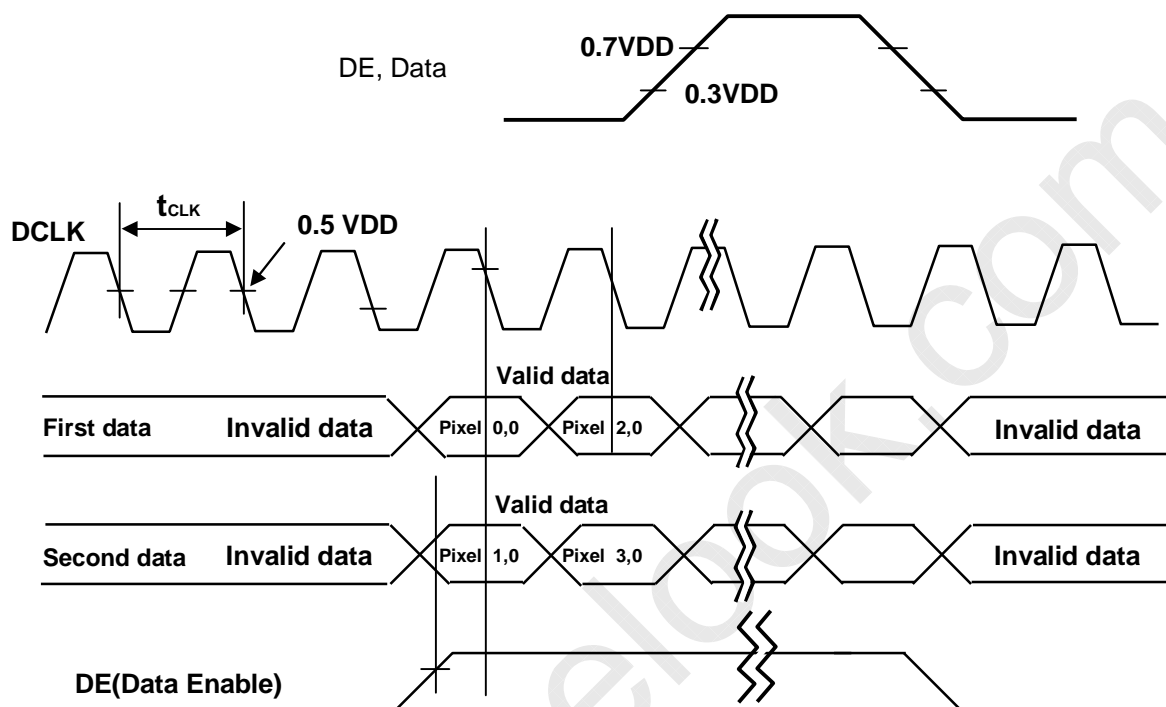 0.7VDD
DE, Data
0.3VDD
tCLK
0.5 VDD
DCLK
Valid data
First data Invalid data Pixel 0,0 Pixel 2,0 Invalid data
Valid data
Second data Invalid data Pixel 1,0 Pixel 3,0 Invalid data
DE(Data Enable)
elook.com